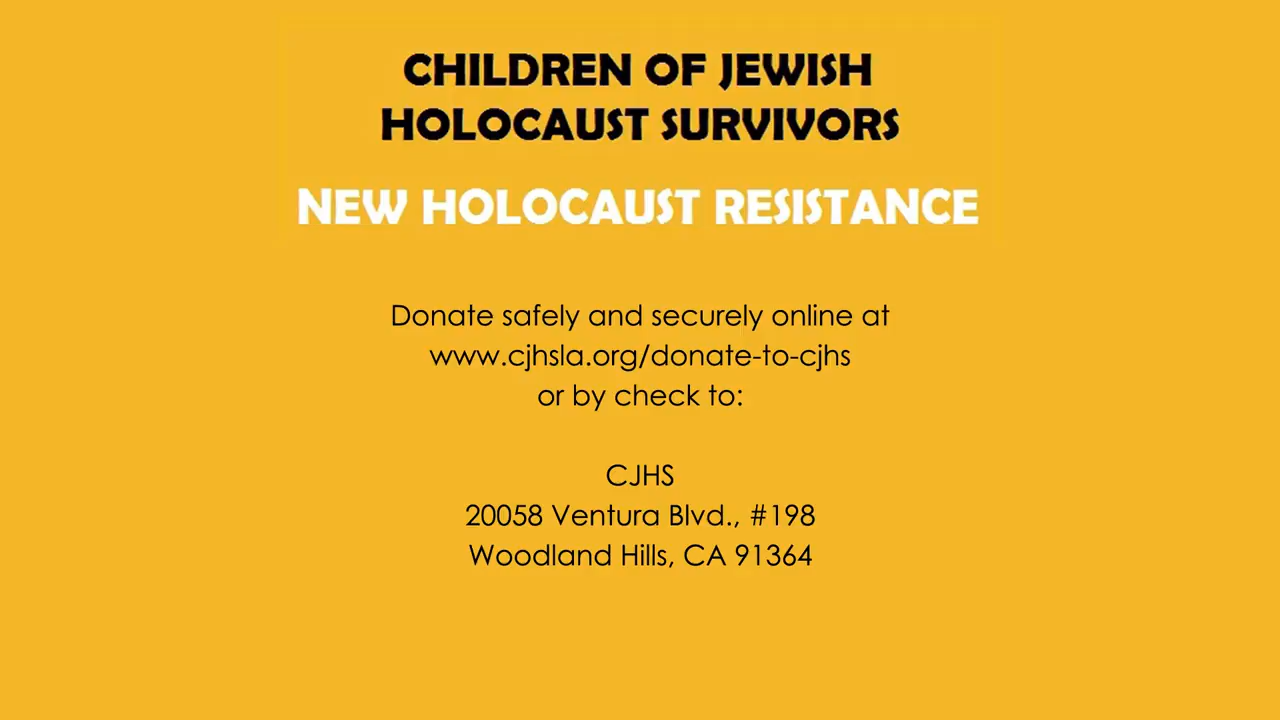 CHILDREN OF JEWISH
HOLOCAUST SURVIVORS
NEW HOLOCAUST RESISTANCE
Donate safely and securely online at
www.cjhsla.org/donate-to-cjhs
or by check to:
CJHS
20058 Ventura Blvd., #198
Woodland Hills, CA 91364